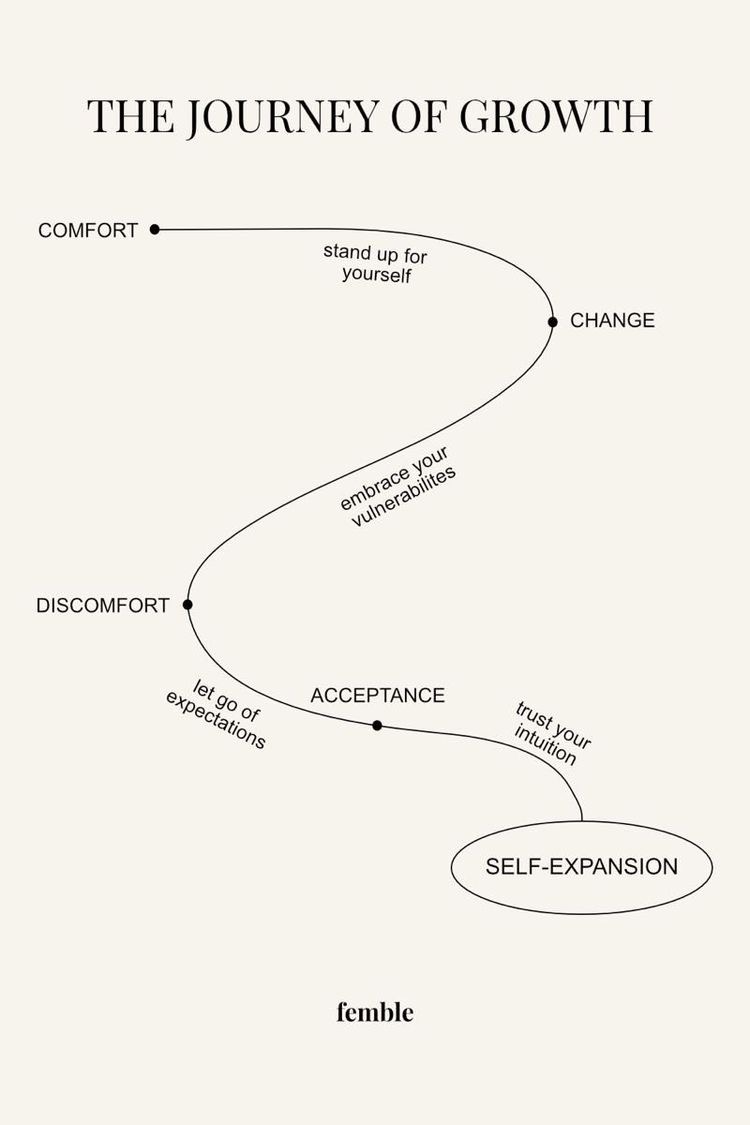 THE JOURNEY OF GROWTH
COMFORT
stand up for
yourself
CHANGE
embrace your
vulnerabilites
DISCOMFORT
let go of
expectations
ACCEPTANCE
trust your
intuition
SELF-EXPANSION
femble